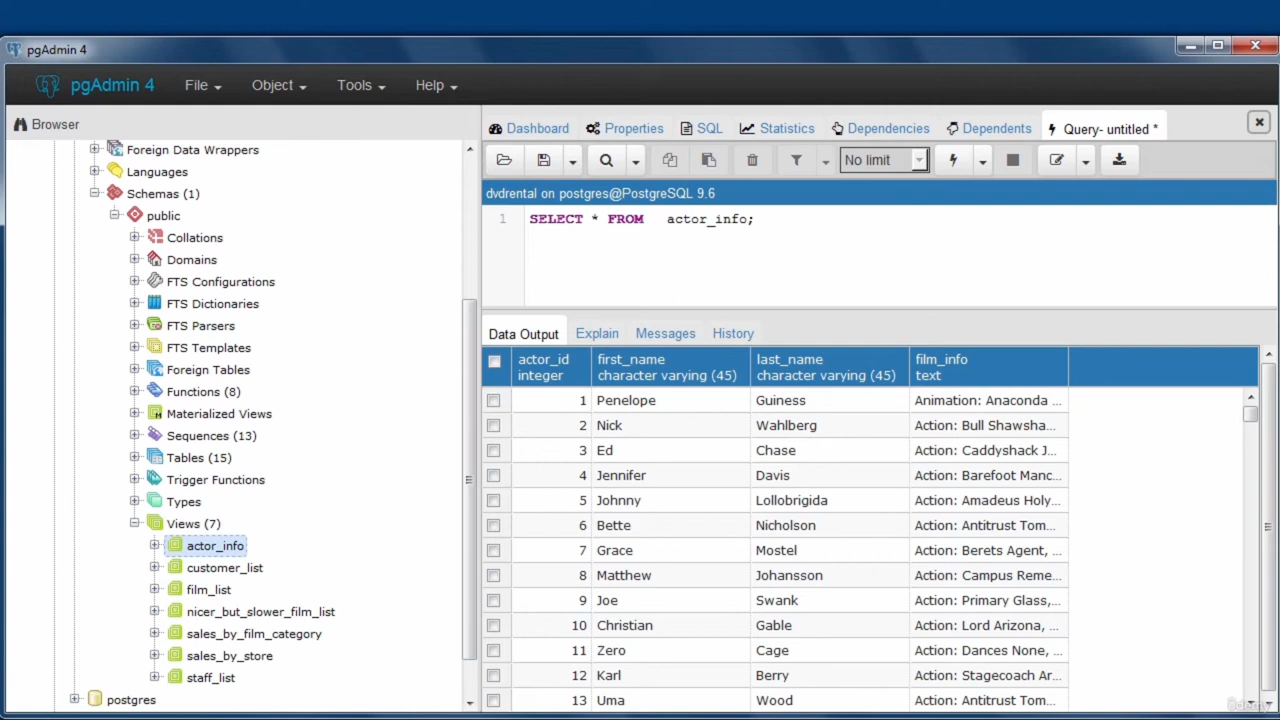 pgAdmin 4
pgAdmin 4 File Object Tools Help
Browser
Foreign Data Wrappers
Languages
Schemas (1)
public
Collations
Domains
FTS Configurations
FTS Dictionaries
FTS Parsers
FTS Templates
Foreign Tables
Functions (8)
Materialized Views
Sequences (13)
Tables (15)
Trigger Functions
Types
Views (7)
actor_info
customer_list
film_list
nicer_but_slower_film_list
sales_by_film_category
sales_by_store
staff_list
postgres
Dashboard Properties SQL Statistics Dependencies Dependents Query- untitled *
No limit
dvdrental on postgres@PostgreSQL 9.6
1 SELECT * FROM actor_info;
Data Output Explain Messages History
actor_id first_name last_name film_info
integer character varying (45) character varying (45) text
1 Penelope Guiness Animation: Anaconda ...
2 Nick Wahlberg Action: Bull Shawsha...
3 Ed Chase Action: Caddyshack J...
4 Jennifer Davis Action: Barefoot Manc...
5 Johnny Lollobrigida Action: Amadeus Holy...
6 Bette Nicholson Action: Antitrust Tom...
7 Grace Mostel Action: Berets Agent, ...
8 Matthew Johansson Action: Campus Reme...
9 Joe Swank Action: Primary Glass,...
10 Christian Gable Action: Lord Arizona, ...
11 Zero Cage Action: Dances None, ...
12 Karl Berry Action: Stagecoach Ar...
13 Uma Wood Action: Antitrust Tom...
ûdemy